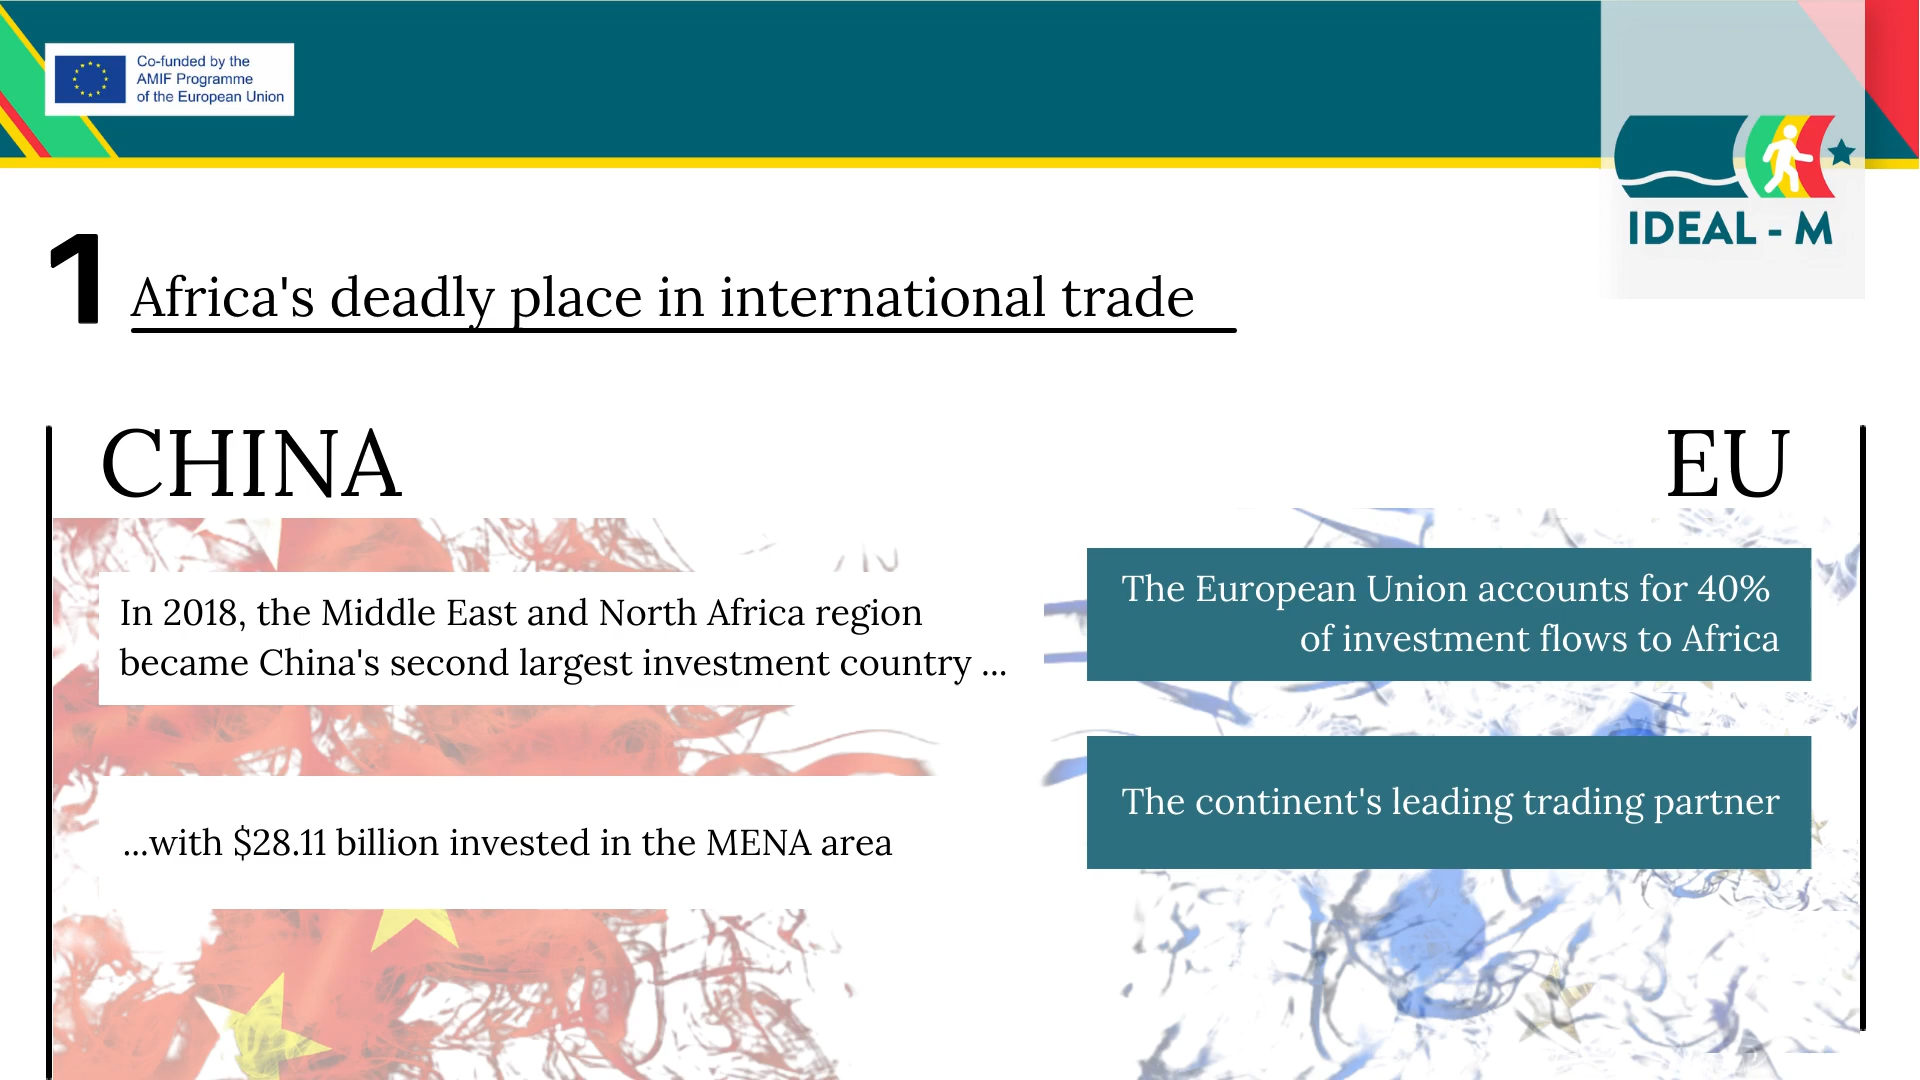 Co-funded by the
AMIF Programme
of the European Union
IDEAL - M
1
Africa's deadly place in international trade
CHINA
In 2018, the Middle East and North Africa region
became China's second largest investment country ...
...with $28.11 billion invested in the MENA area
EU
The European Union accounts for 40%
of investment flows to Africa
The continent's leading trading partner